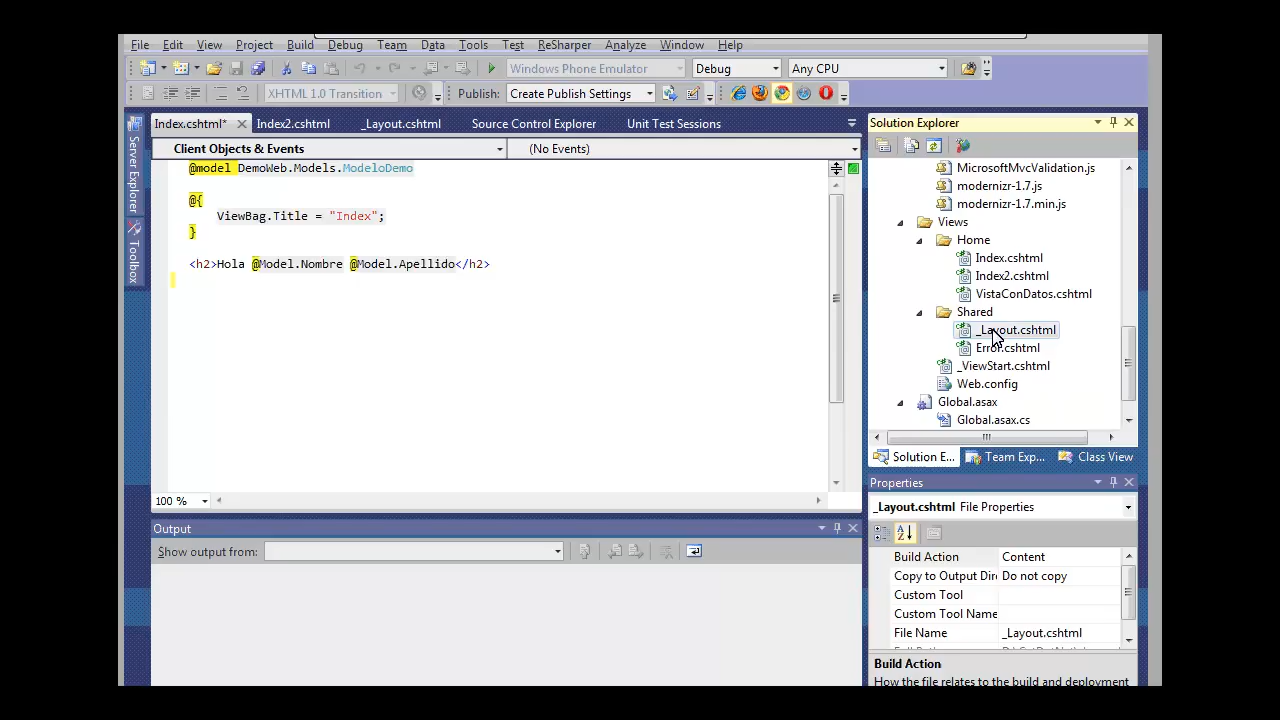 File Edit View Project Build Debug Team Data Tools Test ReSharper Analyze Window Help
Windows Phone Emulator Debug Any CPU
XHTML 1.0 Transition Publish: Create Publish Settings
Server Explorer
Toolbox
Index.cshtml* Index2.cshtml _Layout.cshtml Source Control Explorer Unit Test Sessions
Client Objects & Events (No Events)
@model DemoWeb.Models.ModeloDemo
@{
ViewBag.Title = "Index";
}
<h2>Hola @Model.Nombre @Model.Apellido</h2>
100 %
Output
Show output from:
Solution Explorer
MicrosoftMvcValidation.js
modernizr-1.7.js
modernizr-1.7.min.js
Views
Home
Index.cshtml
Index2.cshtml
VistaConDatos.cshtml
Shared
_Layout.cshtml
Error.cshtml
_ViewStart.cshtml
Web.config
Global.asax
Global.asax.cs
Solution E... Team Exp... Class View
Properties
_Layout.cshtml File Properties
Build Action Content
Copy to Output Dir Do not copy
Custom Tool
Custom Tool Name
File Name _Layout.cshtml
Build Action
How the file relates to the build and deployment